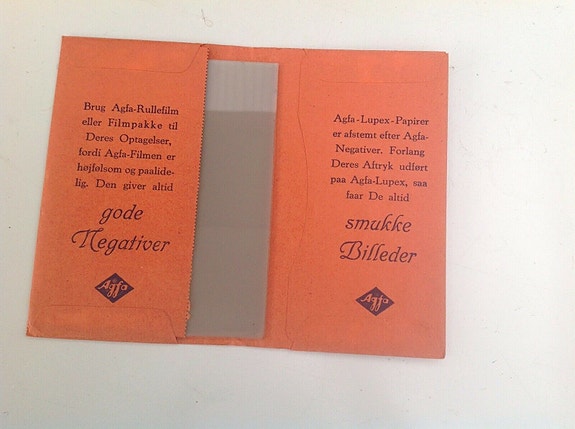 Brug Agfa-Rullefilm
eller Filmpakke til
Deres Optagelser,
fordi Agfa-Filmen er
højfølsom og paalide-
lig. Den giver altid
gode
Negativer
Agfa
Agfa-Lupex-Papirer
er afstemt efter Agfa-
Negativer. Forlang
Deres Aftryk udført
paa Agfa-Lupex, saa
faar De altid
smukke
Billeder
Agfa